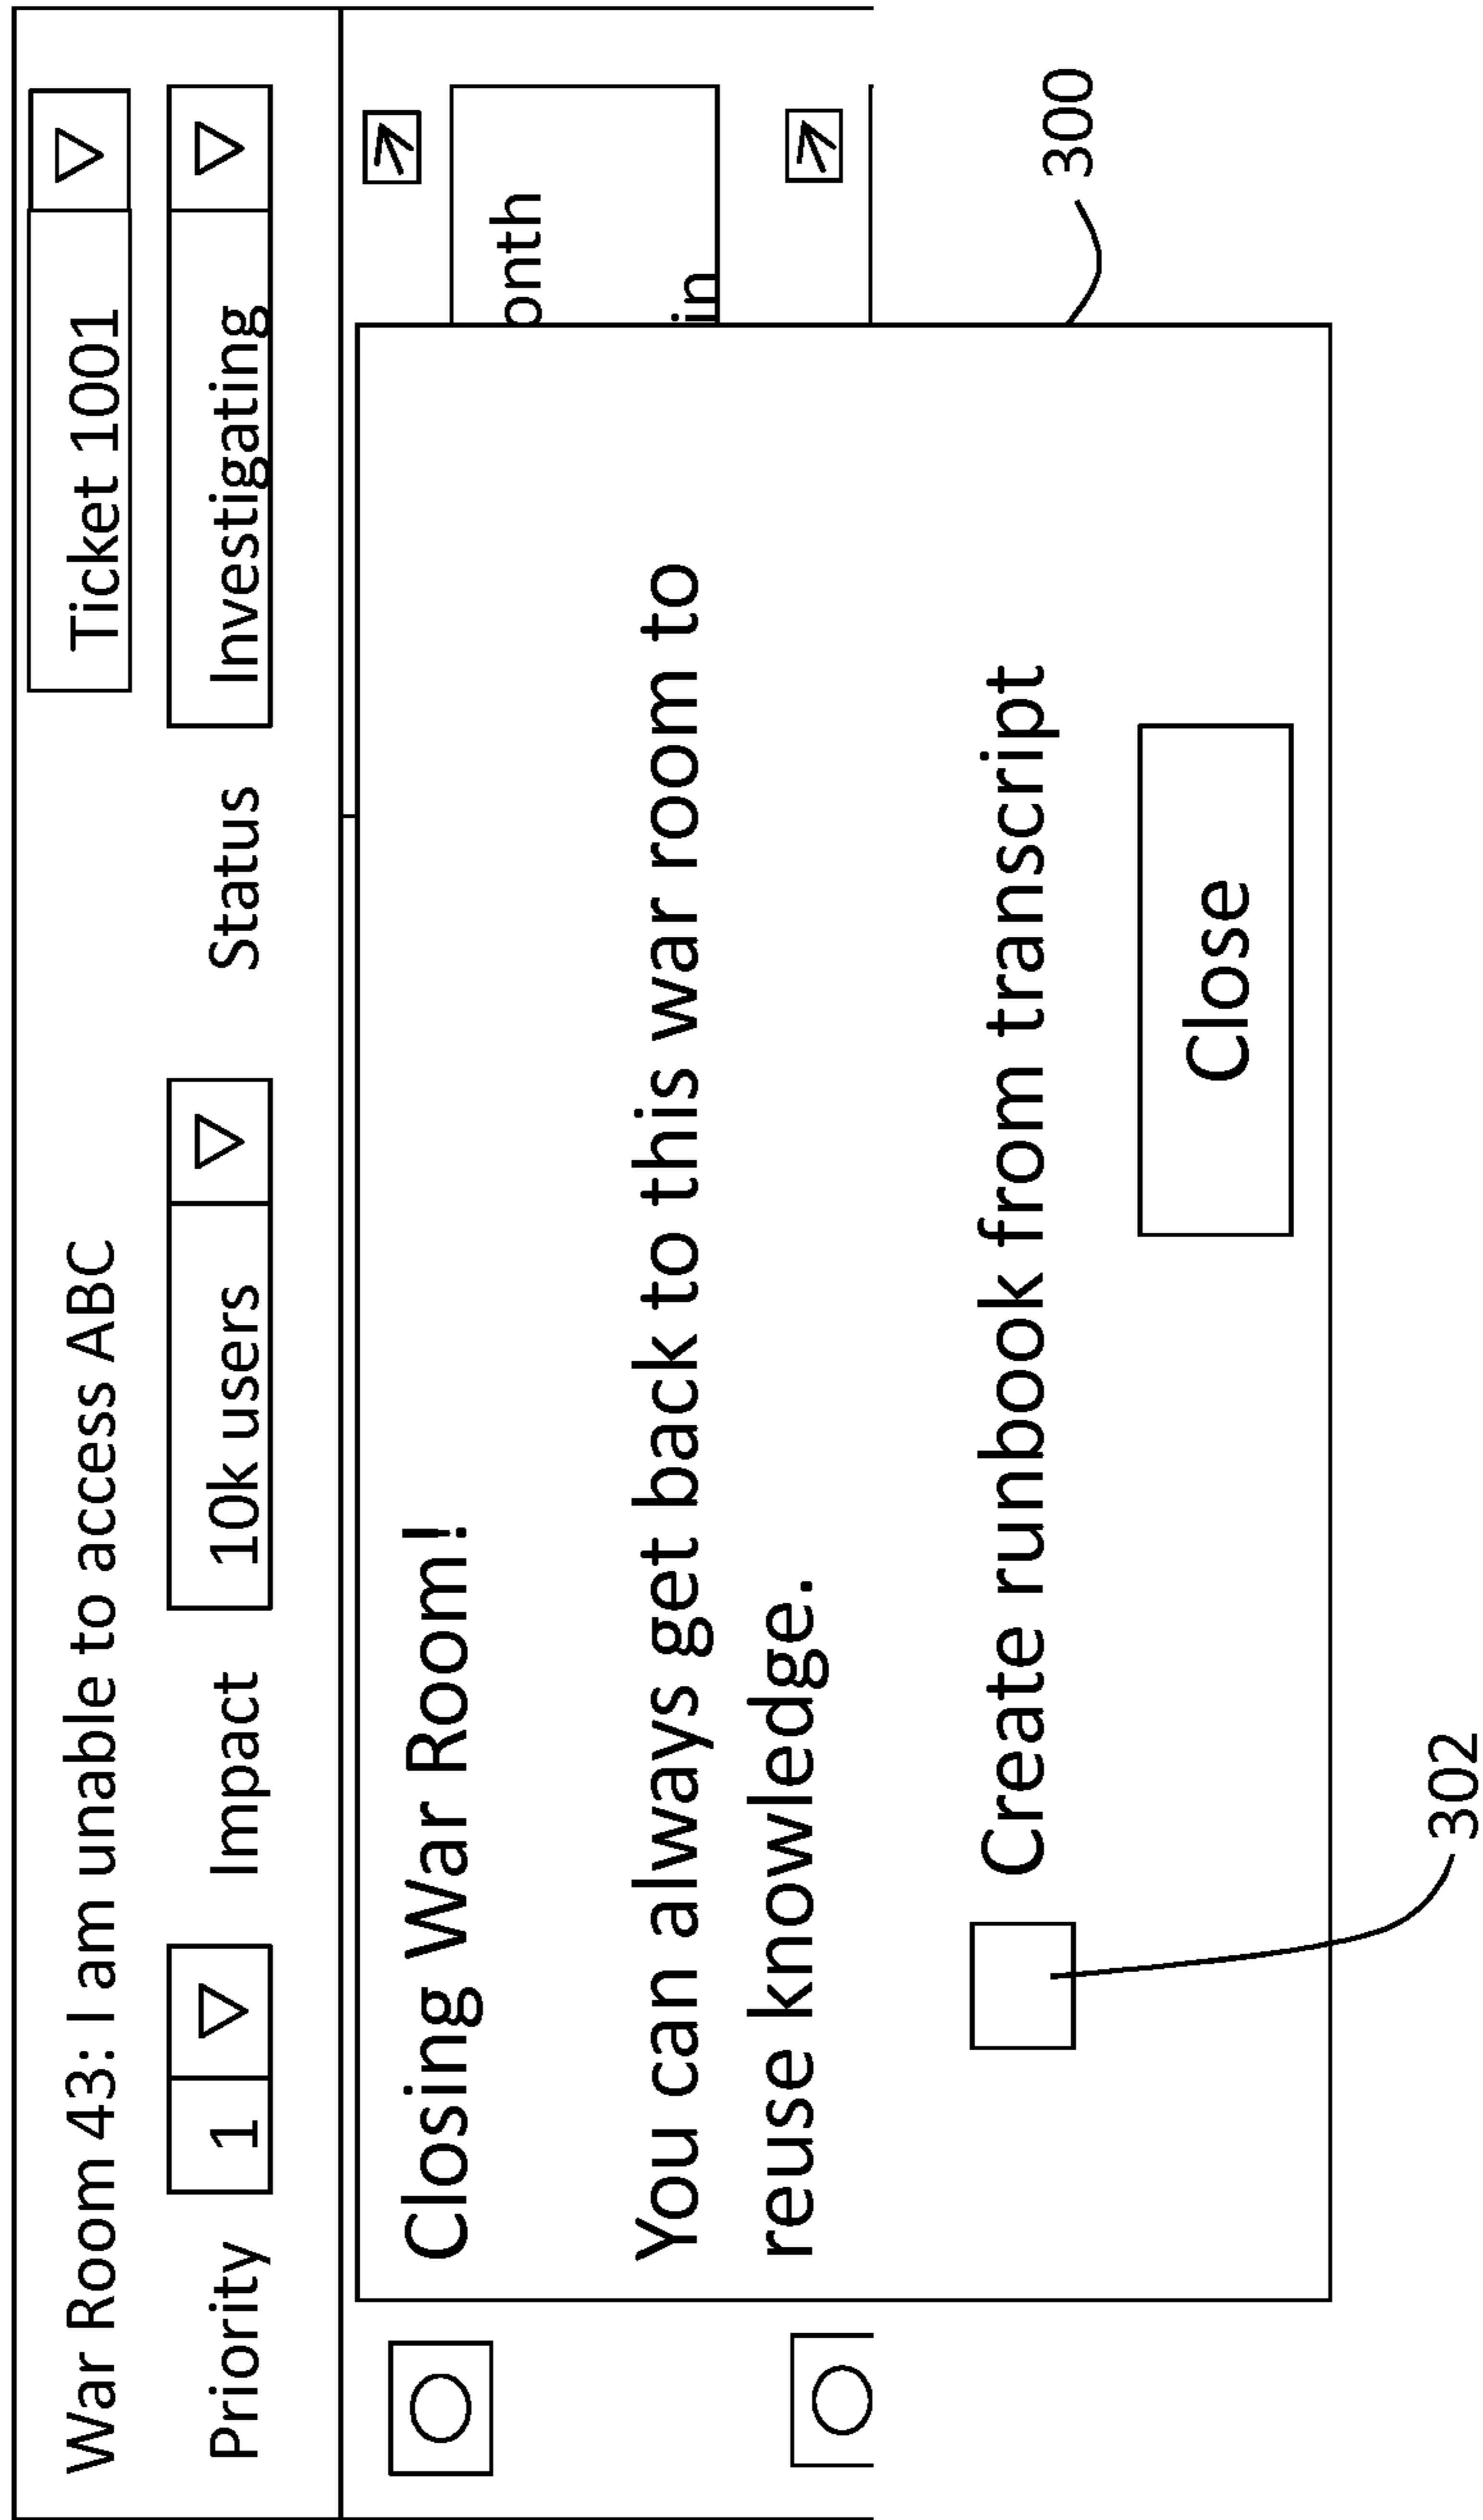 War Room 43: I am unable to access ABC
Ticket 1001
Priority 1 Impact 10k users Status Investigating
Closing War Room!
onth
You can always get back to this war room to
in
reuse knowledge.
Create runbook from transcript
Close
300
302